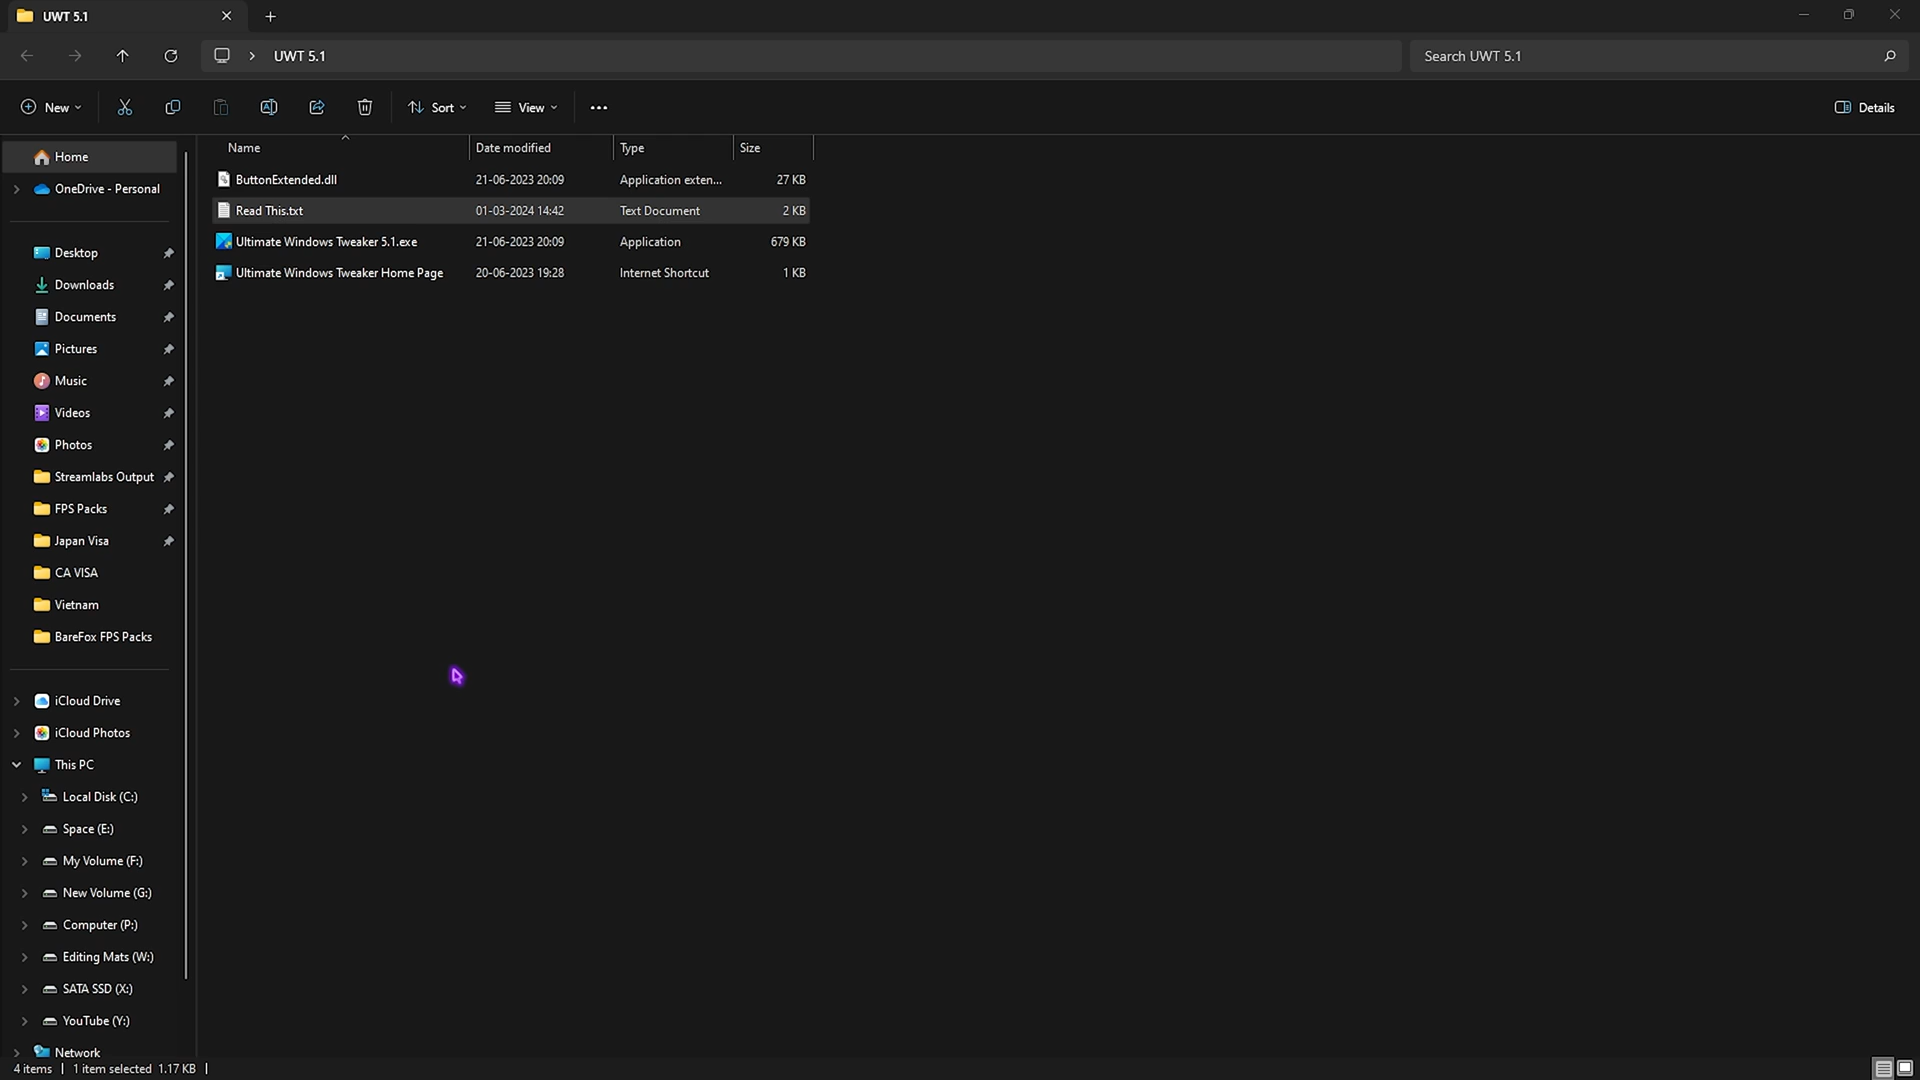 UWT 5.1
UWT 5.1
Search UWT 5.1
New
Sort
View
Details
Name Date modified Type Size
ButtonExtended.dll 21-06-2023 20:09 Application exten... 27 KB
Read This.txt 01-03-2024 14:42 Text Document 2 KB
Ultimate Windows Tweaker 5.1.exe 21-06-2023 20:09 Application 679 KB
Ultimate Windows Tweaker Home Page 20-06-2023 19:28 Internet Shortcut 1 KB
Home
OneDrive - Personal
Desktop
Downloads
Documents
Pictures
Music
Videos
Photos
Streamlabs Output
FPS Packs
Japan Visa
CA VISA
Vietnam
BareFox FPS Packs
iCloud Drive
iCloud Photos
This PC
Local Disk (C:)
Space (E:)
My Volume (F:)
New Volume (G:)
Computer (P:)
Editing Mats (W:)
SATA SSD (X:)
YouTube (Y:)
Network
4 items 1 item selected 1.17 KB